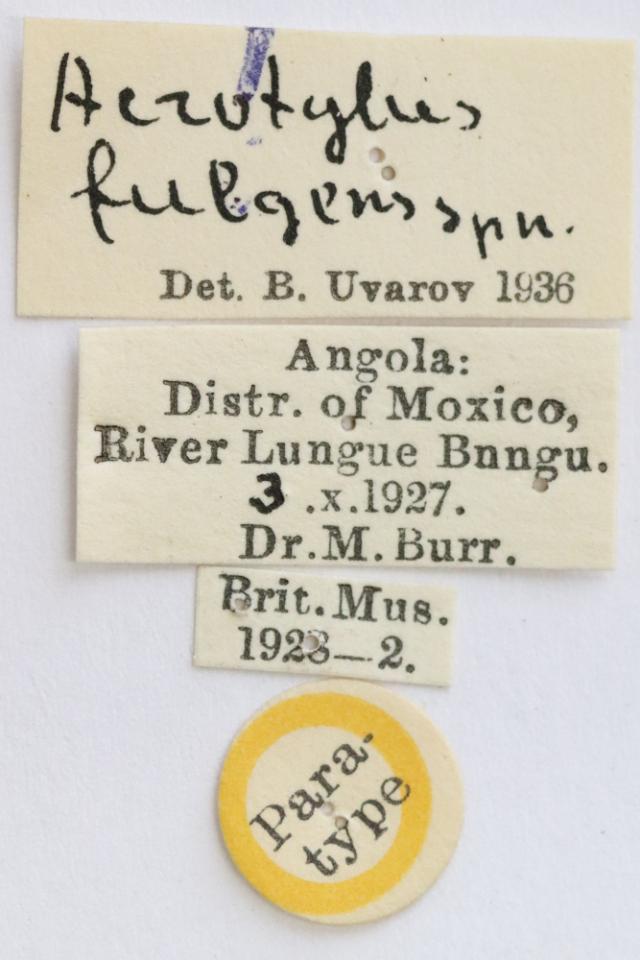 Acrotylus
fulgens sp.n.
Det. B. Uvarov 1936
Angola:
Distr. of Moxico,
River Lungue Bnngu.
3.x.1927.
Dr. M. Burr.
Brit. Mus.
1928—2.
Para-
type